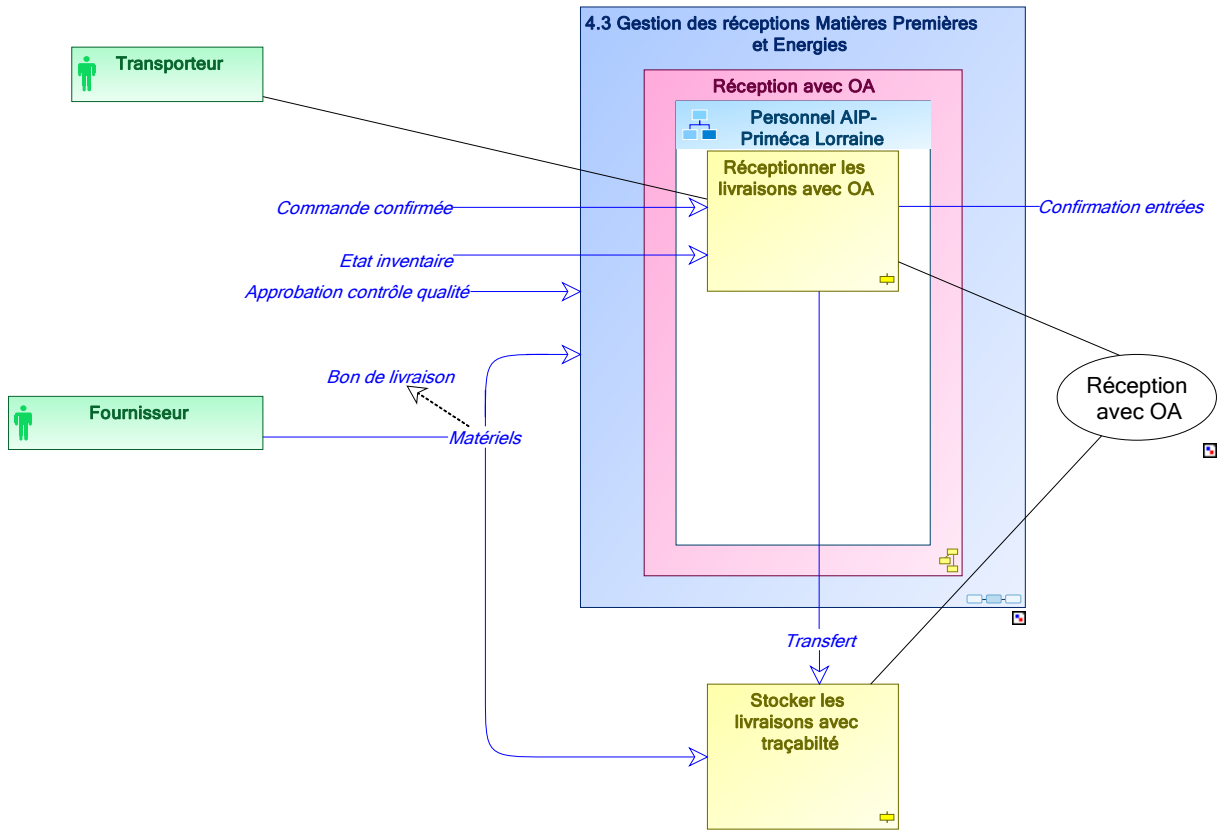 4.3 Gestion des réceptions Matières Premières
et Energies
Transporteur
Réception avec OA
Personnel AIP-
Priméca Lorraine
Réceptionner les
livraisons avec OA
Commande confirmée
Confirmation entrées
Etat inventaire
Approbation contrôle qualité
Bon de livraison
Réception
avec OA
Fournisseur
Matériels
Transfert
Stocker les
livraisons avec
traçabilté